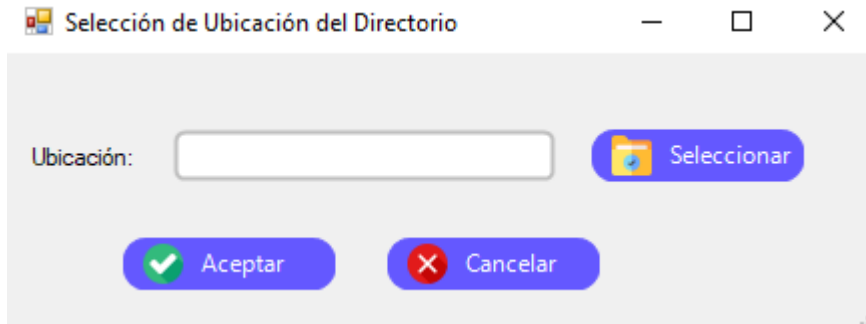 Selección de Ubicación del Directorio
Ubicación:
Seleccionar
Aceptar
Cancelar